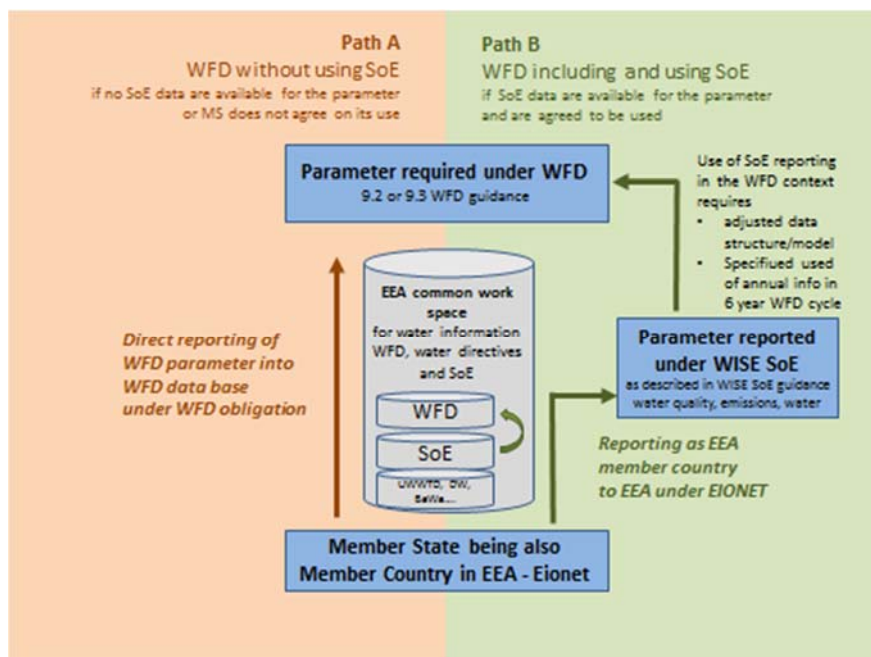 Path A
WFD without using SoE
if no SoE data are available for the parameter
or MS does not agree on its use
Path B
WFD including and using SoE
if SoE data are available for the parameter
and are agreed to be used
Parameter required under WFD
9.2 or 9.3 WFD guidance
Use of SoE reporting
in the WFD context
requires
▪ adjusted data
structure/model
▪ Specifiued used
of annual info in
6 year WFD cycle
EEA common work
space
for water information
WFD, water directives
and SoE
WFD
SoE
UWWTD, DW,
BaWa...
Direct reporting of
WFD parameter into
WFD data base
under WFD obligation
Parameter reported
under WISE SoE
as described in WISE SoE guidance
water quality, emissions, water
Reporting as EEA
member country
to EEA under EIONET
Member State being also
Member Country in EEA - Eionet